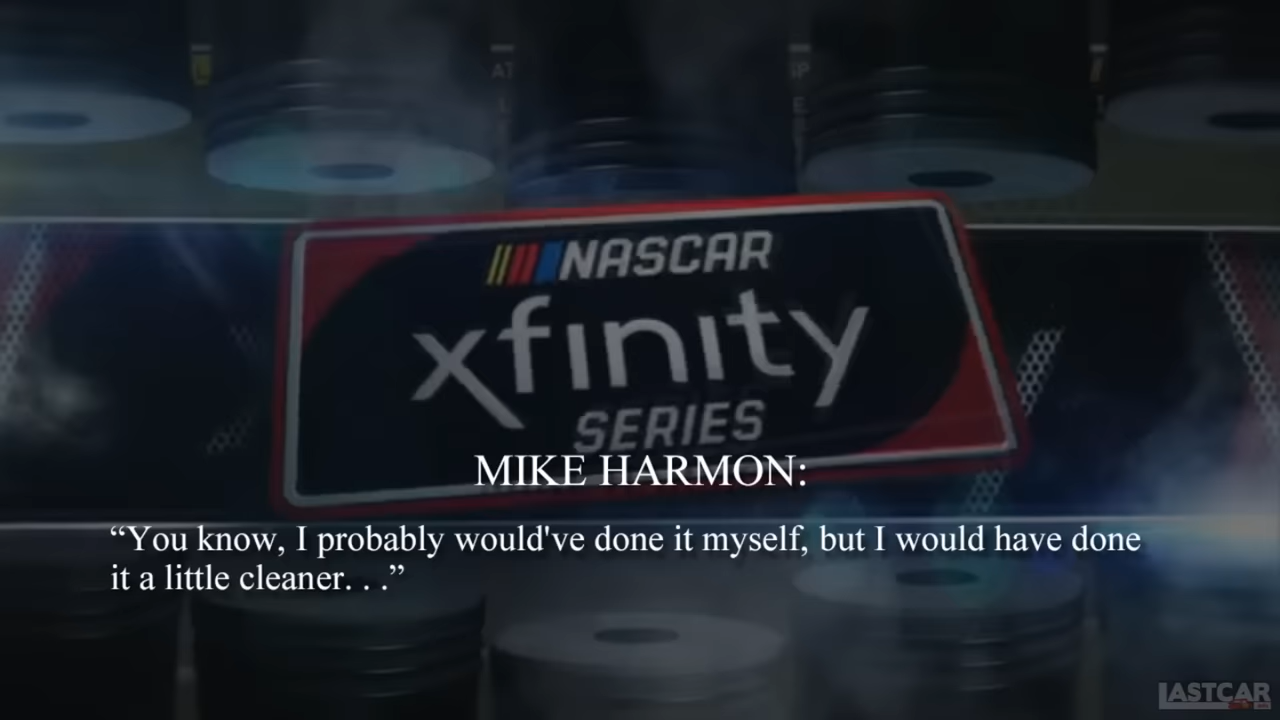 NASCAR
xfinity
SERIES
MIKE HARMON:
“You know, I probably would've done it myself, but I would have done
it a little cleaner. . .”
LASTCAR